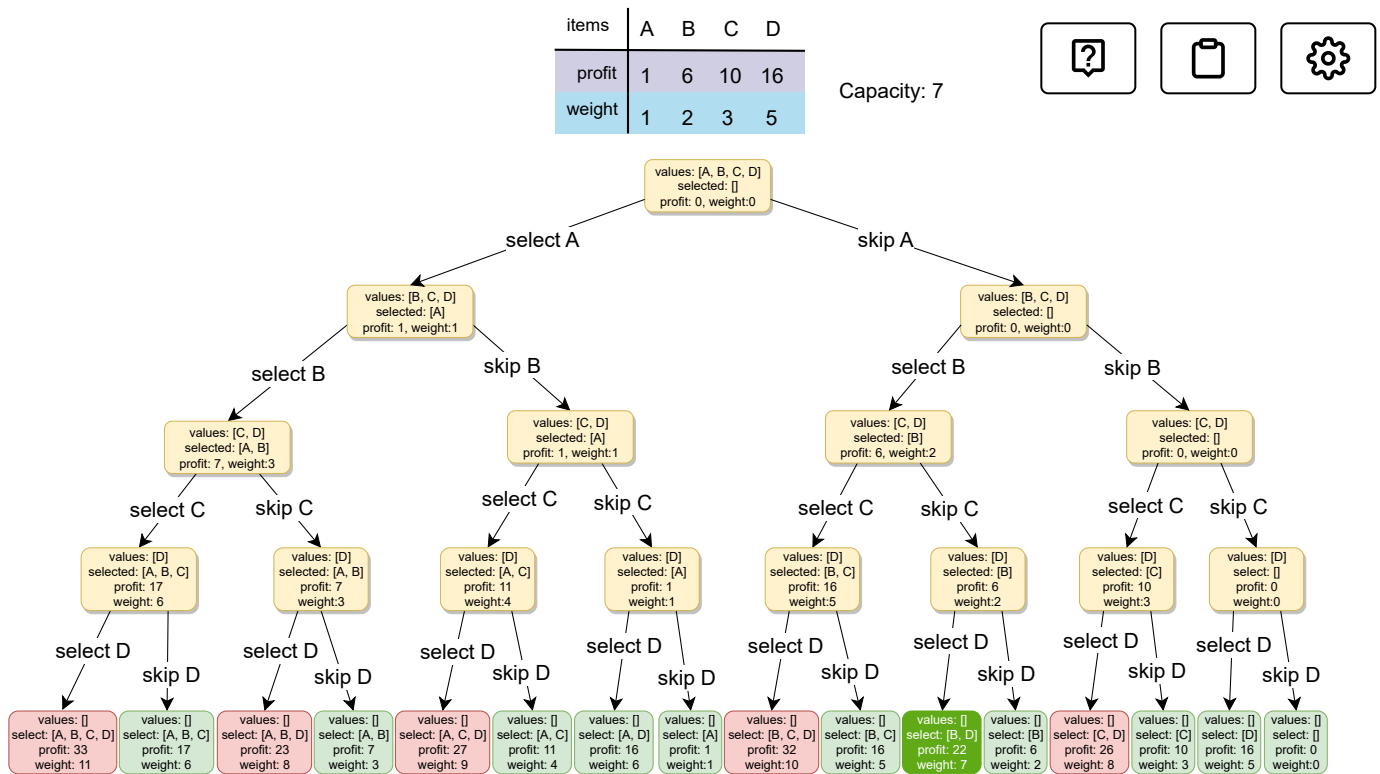 items A B C D
profit 1 6 10 16
weight 1 2 3 5
Capacity: 7
?
values: [A, B, C, D]
selected: []
profit: 0, weight:0
select A
skip A
values: [B, C, D]
selected: [A]
profit: 1, weight:1
values: [B, C, D]
selected: []
profit: 0, weight:0
select B
skip B
select B
skip B
values: [C, D]
selected: [A, B]
profit: 7, weight:3
values: [C, D]
selected: [A]
profit: 1, weight:1
values: [C, D]
selected: [B]
profit: 6, weight:2
values: [C, D]
selected: []
profit: 0, weight:0
select C
skip C
select C
skip C
select C
skip C
select C
skip C
values: [D]
selected: [A, B, C]
profit: 17
weight: 6
values: [D]
selected: [A, B]
profit: 7
weight:3
values: [D]
selected: [A, C]
profit: 11
weight:4
values: [D]
selected: [A]
profit: 1
weight:1
values: [D]
selected: [B, C]
profit: 16
weight:5
values: [D]
selected: [B]
profit: 6
weight:2
values: [D]
selected: [C]
profit: 10
weight:3
values: [D]
select: []
profit: 0
weight:0
select D
skip D
select D
skip D
select D
skip D
select D
skip D
select D
skip D
select D
skip D
select D
skip D
select D
skip D
values: []
select: [A, B, C, D]
profit: 33
weight: 11
values: []
select: [A, B, C]
profit: 17
weight: 6
values: []
select: [A, B, D]
profit: 23
weight: 8
values: []
select: [A, B]
profit: 7
weight: 3
values: []
select: [A, C, D]
profit: 27
weight: 9
values: []
select: [A, C]
profit: 11
weight: 4
values: []
select: [A, D]
profit: 16
weight: 6
values: []
select: [A]
profit: 1
weight:1
values: []
select: [B, C, D]
profit: 32
weight:10
values: []
select: [B, C]
profit: 16
weight: 5
values: []
select: [B, D]
profit: 22
weight: 7
values: []
select: [B]
profit: 6
weight: 2
values: []
select: [C, D]
profit: 26
weight: 8
values: []
select: [C]
profit: 10
weight: 3
values: []
select: [D]
profit: 16
weight: 5
values: []
select: []
profit: 0
weight: 0